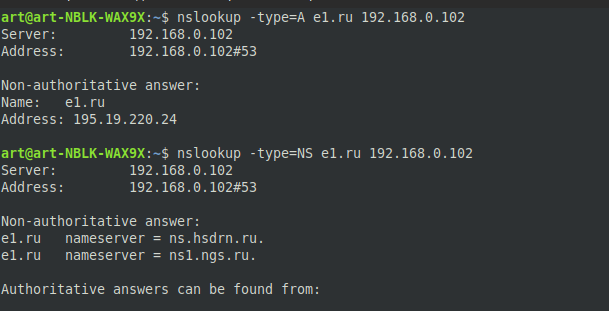 art@art-NBLK-WAX9X:~$ nslookup -type=A e1.ru 192.168.0.102
Server:         192.168.0.102
Address:        192.168.0.102#53

Non-authoritative answer:
Name:   e1.ru
Address: 195.19.220.24

art@art-NBLK-WAX9X:~$ nslookup -type=NS e1.ru 192.168.0.102
Server:         192.168.0.102
Address:        192.168.0.102#53

Non-authoritative answer:
e1.ru   nameserver = ns.hsdrn.ru.
e1.ru   nameserver = ns1.ngs.ru.

Authoritative answers can be found from: